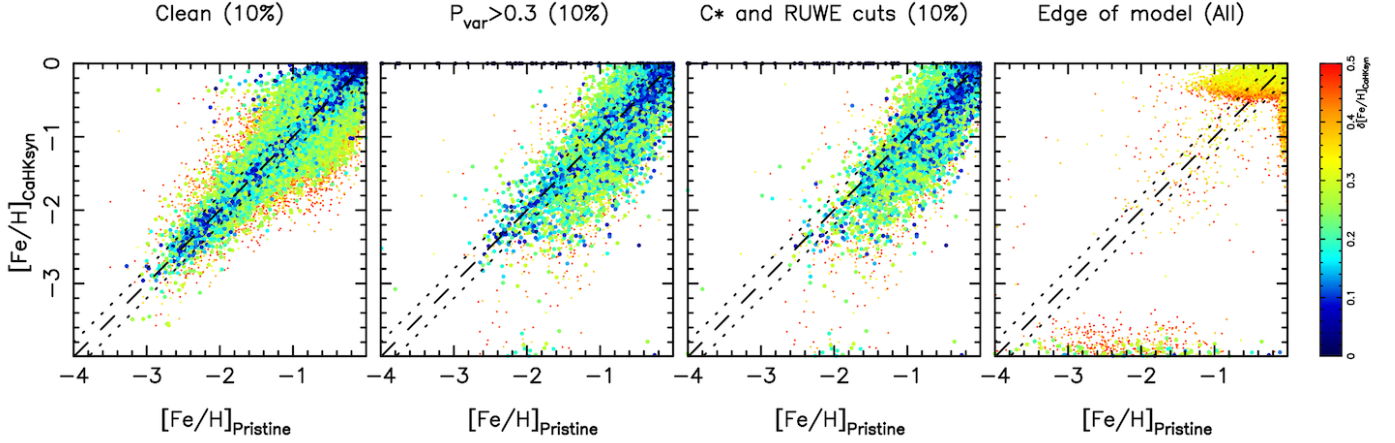 Clean (10%)
P_var>0.3 (10%)
C* and RUWE cuts (10%)
Edge of model (All)
[Fe/H]_CaHKsyn
0
−1
−2
−3
−4 −3 −2 −1
−4 −3 −2 −1
−4 −3 −2 −1
−4 −3 −2 −1
[Fe/H]_Pristine
[Fe/H]_Pristine
[Fe/H]_Pristine
[Fe/H]_Pristine
0.5
0.4
0.3
0.2
0.1
0
δ[Fe/H]_CaHKsyn